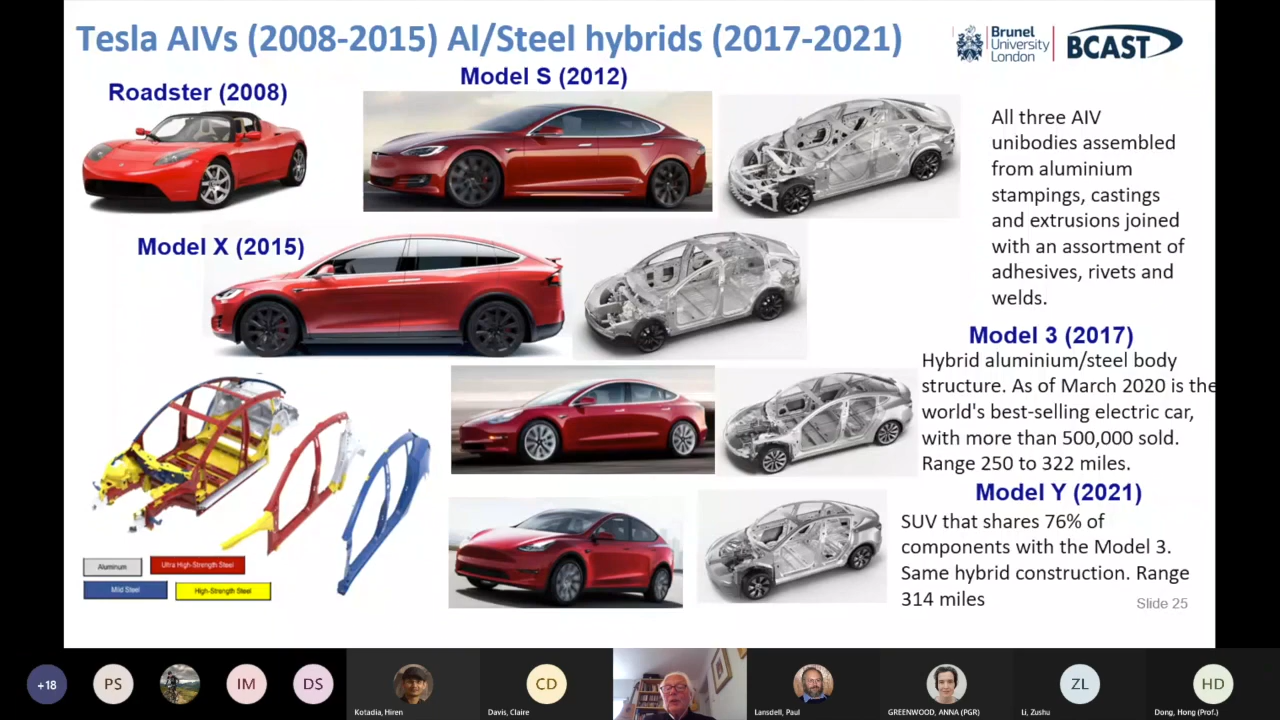 Tesla AIVs (2008-2015) Al/Steel hybrids (2017-2021)
Brunel
University
London
BCAST
Model S (2012)
Roadster (2008)
All three AIV
unibodies assembled
from aluminium
stampings, castings
and extrusions joined
with an assortment of
adhesives, rivets and
welds.
Model X (2015)
Model 3 (2017)
Hybrid aluminium/steel body
structure. As of March 2020 is the
world's best-selling electric car,
with more than 500,000 sold.
Range 250 to 322 miles.
Model Y (2021)
SUV that shares 76% of
components with the Model 3.
Same hybrid construction. Range
314 miles
Aluminum
Ultra High-Strength Steel
Mild Steel
High-Strength Steel
Slide 25
+18
PS
IM
DS
Kotadia, Hiren
CD
Davis, Claire
Lansdell, Paul
GREENWOOD, ANNA (PGR)
ZL
Li, Zushu
HD
Dong, Hong (Prof.)